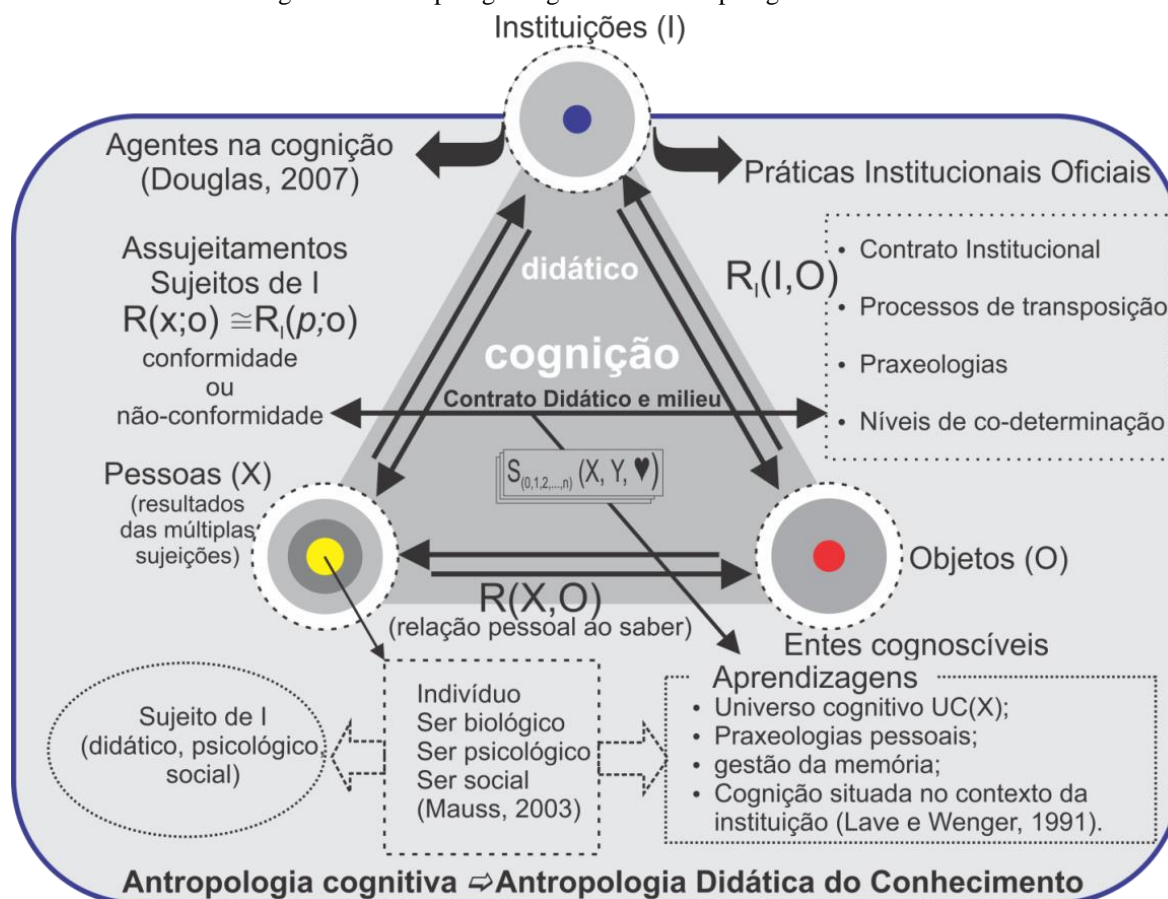 Instituições (I)
Agentes na cognição
(Douglas, 2007)
Práticas Institucionais Oficiais
Assujeitamentos
Sujeitos de I
R(x;o) ≅R_I(p;o)
conformidade
ou
não-conformidade
didático
cognição
Contrato Didático e milieu
S_(0,1,2,...,n) (X, Y, ♥)
R_I(I,O)
• Contrato Institucional
• Processos de transposição
• Praxeologias
• Níveis de co-determinação
Pessoas (X)
(resultados
das múltiplas
sujeições)
Objetos (O)
R(X,O)
(relação pessoal ao saber)
Entes cognoscíveis
Sujeito de I
(didático, psicológico,
social)
Indivíduo
Ser biológico
Ser psicológico
Ser social
(Mauss, 2003)
Aprendizagens
• Universo cognitivo UC(X);
• Praxeologias pessoais;
• gestão da memória;
• Cognição situada no contexto da
instituição (Lave e Wenger, 1991).
Antropologia cognitiva ⇨Antropologia Didática do Conhecimento